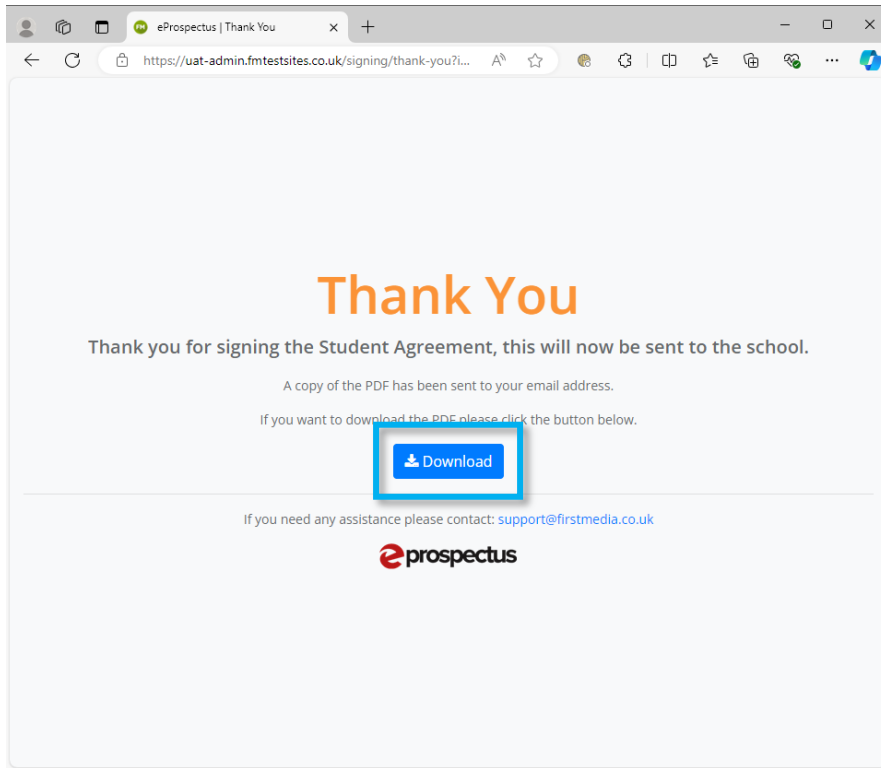 eProspectus | Thank You
https://uat-admin.fmtestsites.co.uk/signing/thank-you?i...
Thank You
Thank you for signing the Student Agreement, this will now be sent to the school.
A copy of the PDF has been sent to your email address.
If you want to download the PDF please click the button below.
Download
If you need any assistance please contact: support@firstmedia.co.uk
eprospectus